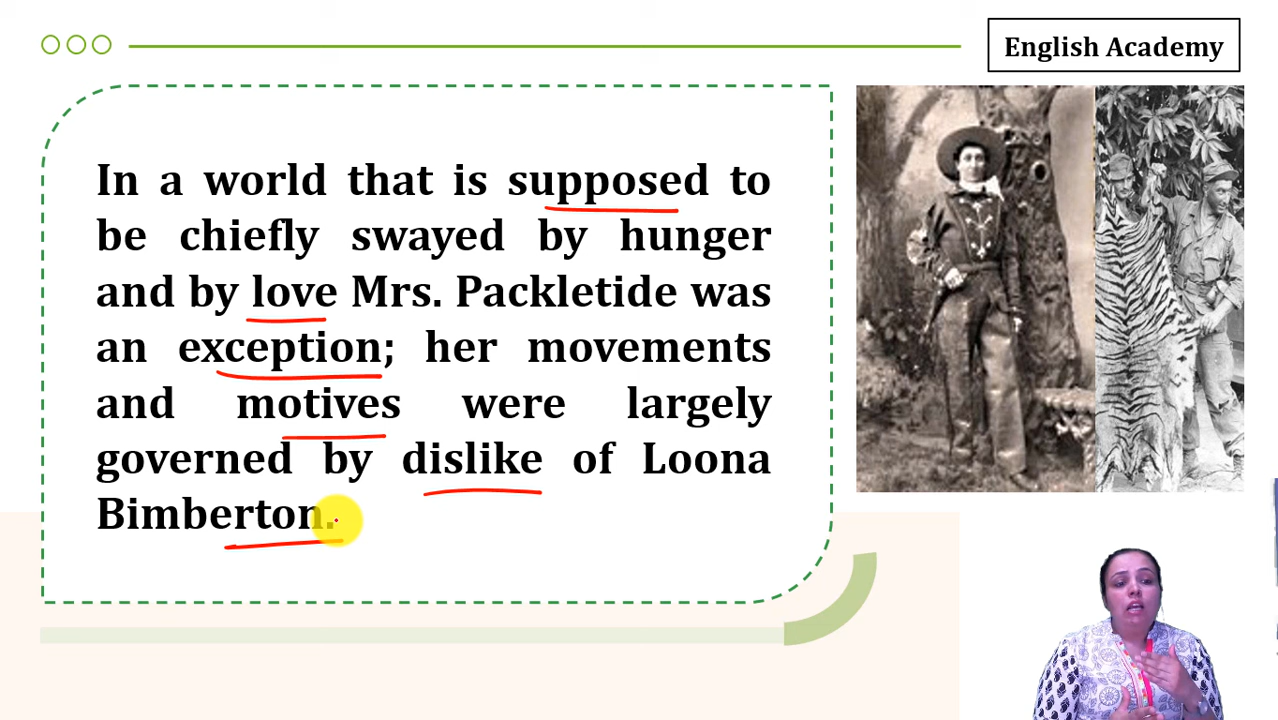 English Academy
In a world that is supposed to
be chiefly swayed by hunger
and by love Mrs. Packletide was
an exception; her movements
and motives were largely
governed by dislike of Loona
Bimberton.